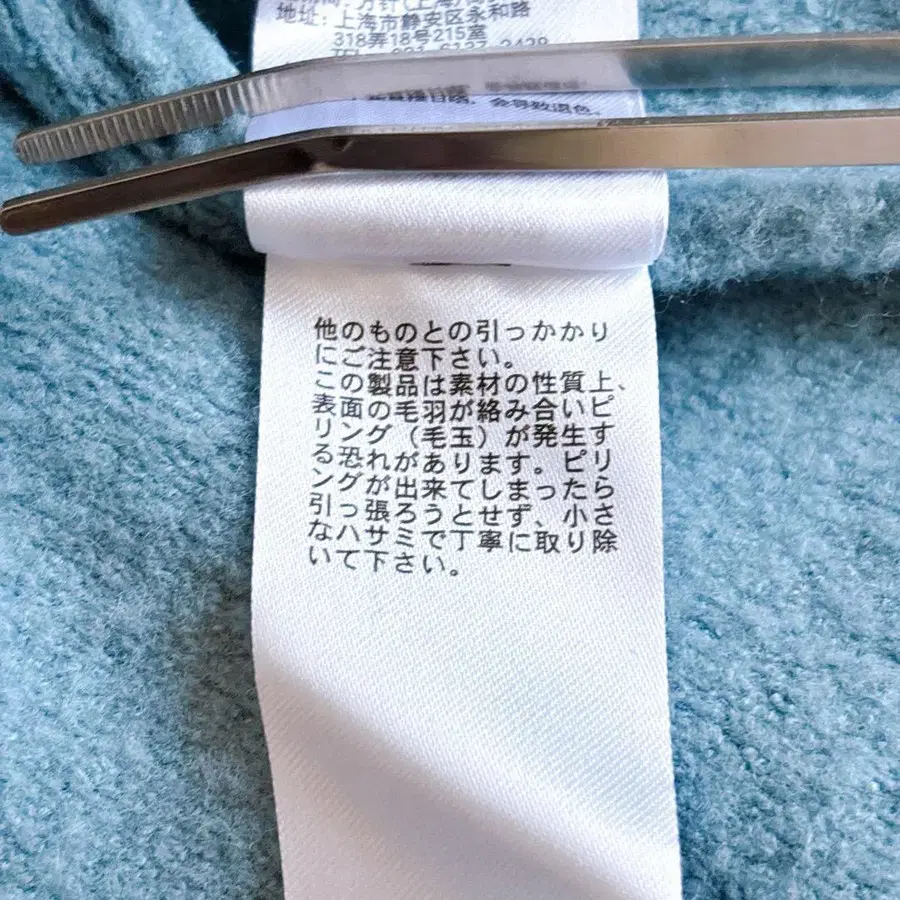 地址：上海市静安区永和路
318弄18号215室
会导致退色。
他のものとの引っかかり
にご注意下さい。
この製品は素材の性質上、
表面の毛羽が絡み合いピ
リング（毛玉）が発生す
る恐れがあります。ピリ
ングが出来てしまったら
引っ張ろうとせず、小さ
なハサミで丁寧に取り除
いて下さい。